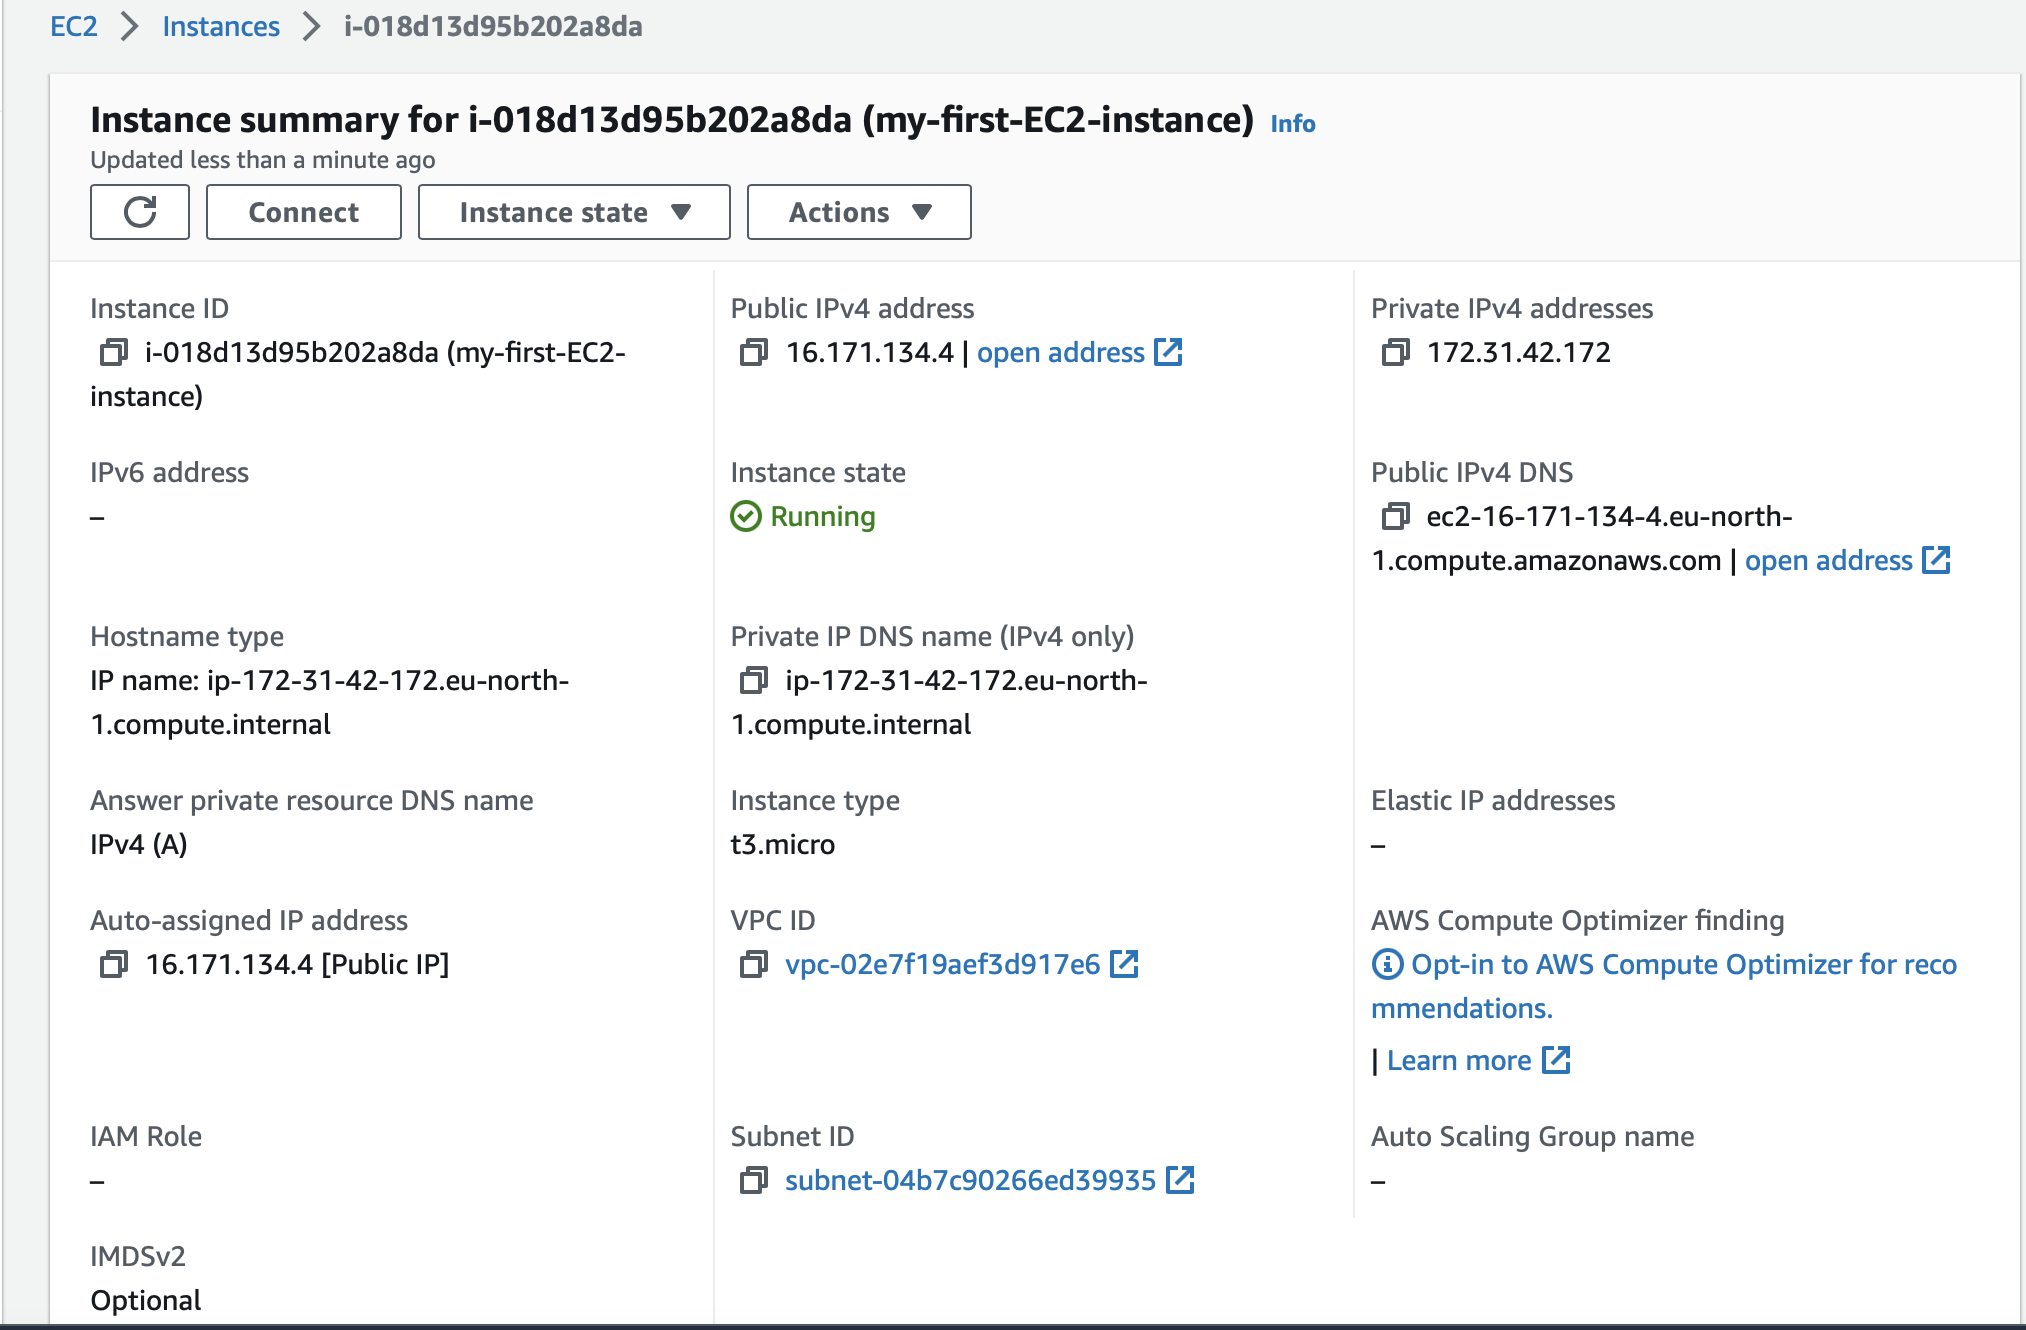 EC2 > Instances > i-018d13d95b202a8da
Instance summary for i-018d13d95b202a8da (my-first-EC2-instance) Info
Updated less than a minute ago
Connect
Instance state
Actions
Instance ID
i-018d13d95b202a8da (my-first-EC2-
instance)
Public IPv4 address
16.171.134.4 | open address
Private IPv4 addresses
172.31.42.172
IPv6 address
–
Instance state
Running
Public IPv4 DNS
ec2-16-171-134-4.eu-north-
1.compute.amazonaws.com | open address
Hostname type
IP name: ip-172-31-42-172.eu-north-
1.compute.internal
Private IP DNS name (IPv4 only)
ip-172-31-42-172.eu-north-
1.compute.internal
Answer private resource DNS name
IPv4 (A)
Instance type
t3.micro
Elastic IP addresses
–
Auto-assigned IP address
16.171.134.4 [Public IP]
VPC ID
vpc-02e7f19aef3d917e6
AWS Compute Optimizer finding
Opt-in to AWS Compute Optimizer for reco
mmendations.
| Learn more
IAM Role
–
Subnet ID
subnet-04b7c90266ed39935
Auto Scaling Group name
–
IMDSv2
Optional